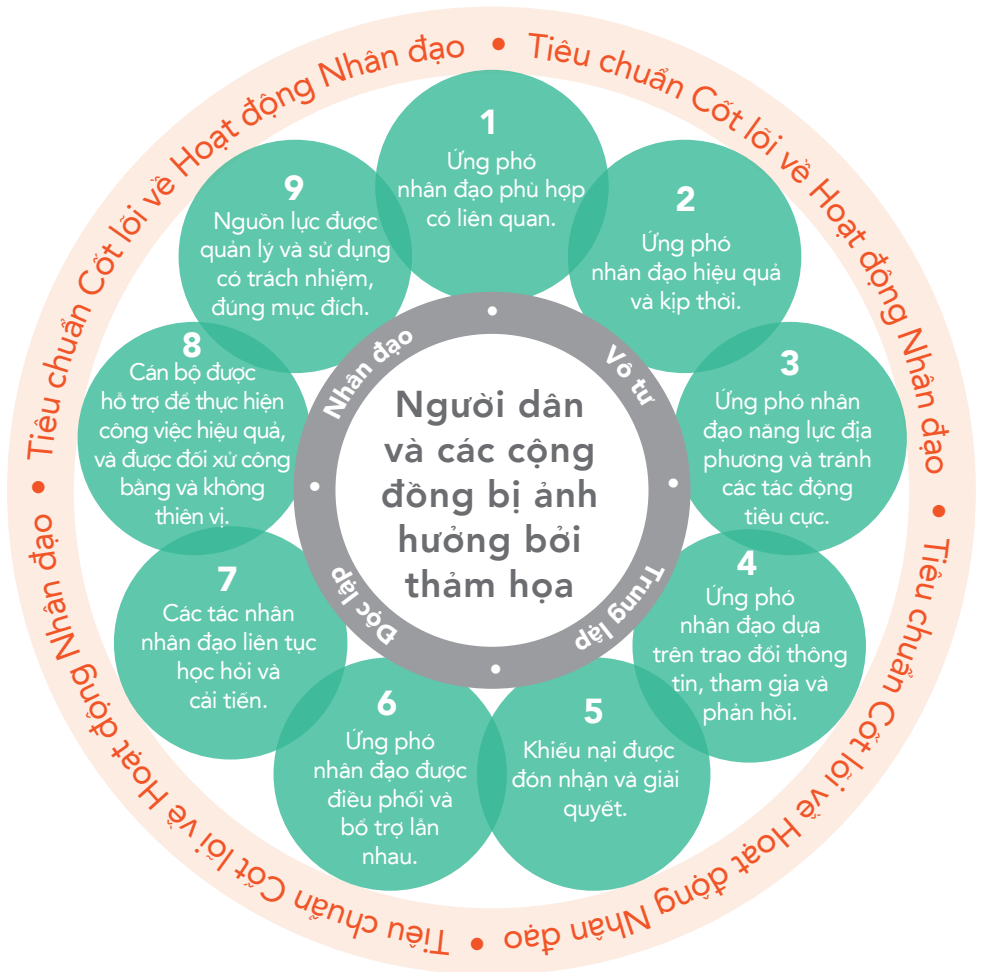 Tiêu chuẩn Cốt lõi về Hoạt động Nhân đạo • Tiêu chuẩn Cốt lõi về Hoạt động Nhân đạo • Tiêu chuẩn Cốt lõi về Hoạt động Nhân đạo • Tiêu chuẩn Cốt lõi về Hoạt động Nhân đạo •
1
Ứng phó
nhân đạo phù hợp
có liên quan.
2
Ứng phó
nhân đạo hiệu quả
và kịp thời.
3
Ứng phó nhân
đạo năng lực địa
phương và tránh
các tác động
tiêu cực.
4
Ứng phó
nhân đạo dựa
trên trao đổi thông
tin, tham gia và
phản hồi.
5
Khiếu nại được
đón nhận và giải
quyết.
6
Ứng phó
nhân đạo được
điều phối và
bổ trợ lẫn
nhau.
7
Các tác nhân
nhân đạo liên tục
học hỏi và
cải tiến.
8
Cán bộ được
hỗ trợ để thực hiện
công việc hiệu quả,
và được đối xử công
bằng và không
thiên vị.
9
Nguồn lực được
quản lý và sử dụng
có trách nhiệm,
đúng mục đích.
Nhân đạo • Vô tư • Trung lập • Độc lập •
Người dân
và các cộng
đồng bị ảnh
hưởng bởi
thảm họa